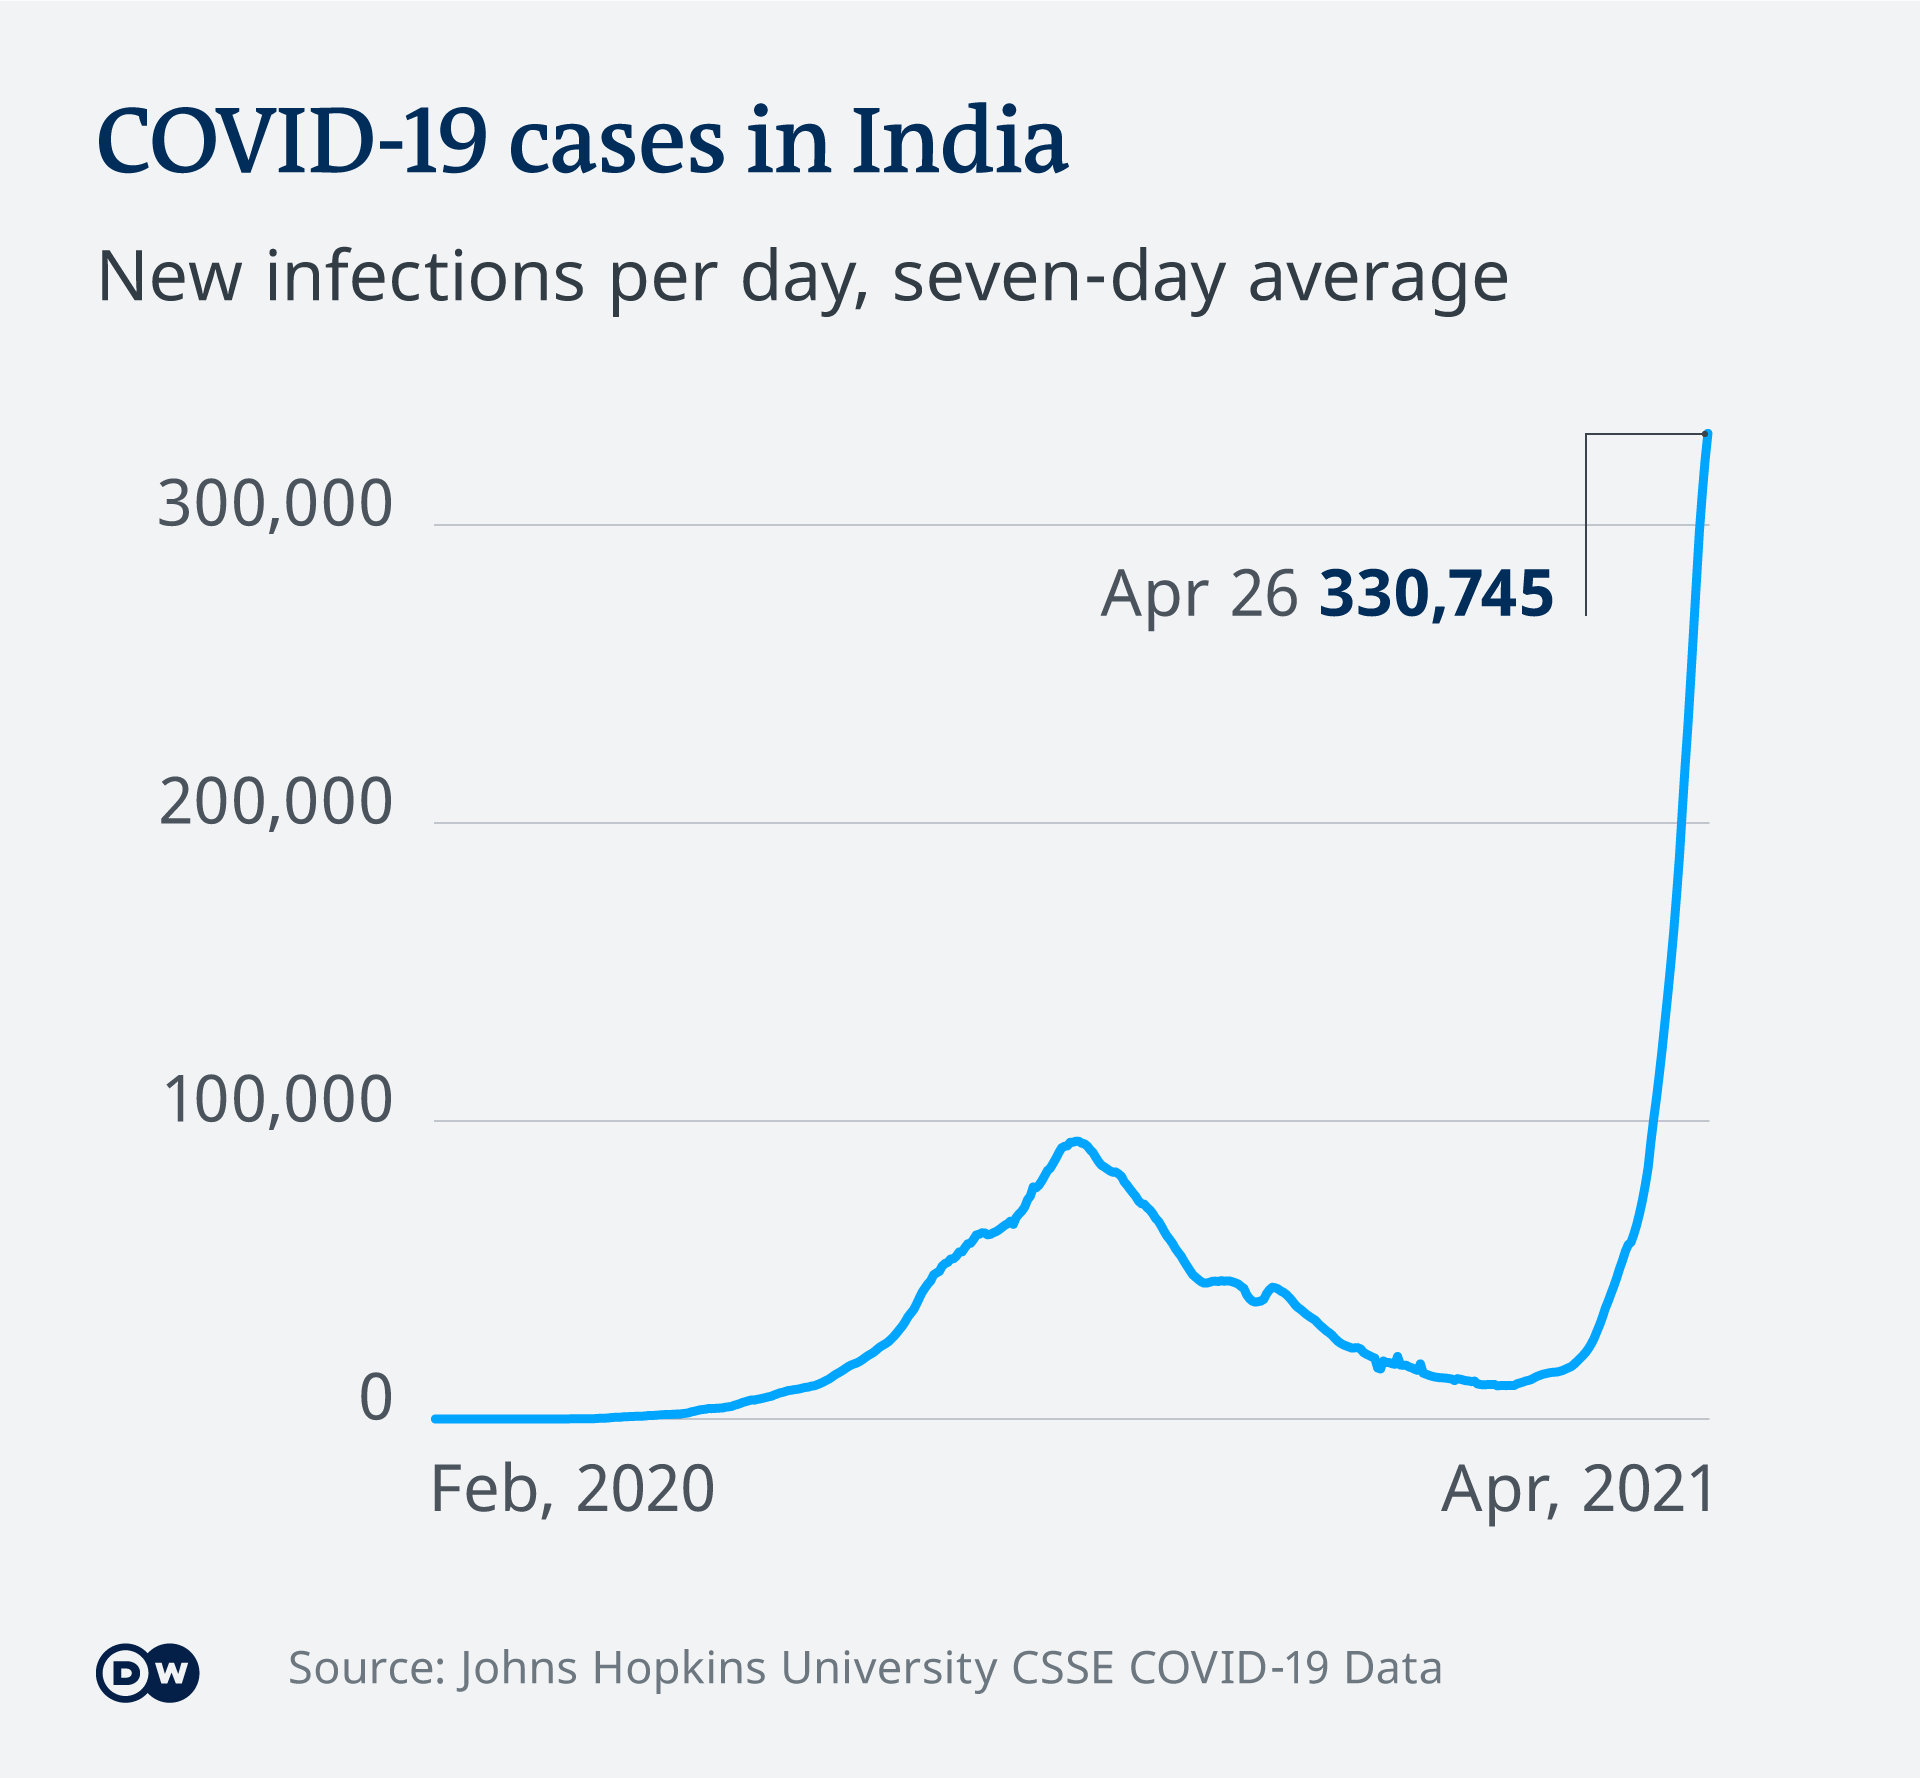 COVID-19 cases in India
New infections per day, seven-day average
300,000
Apr 26 330,745
200,000
100,000
0
Feb, 2020 Apr, 2021
DW Source: Johns Hopkins University CSSE COVID-19 Data